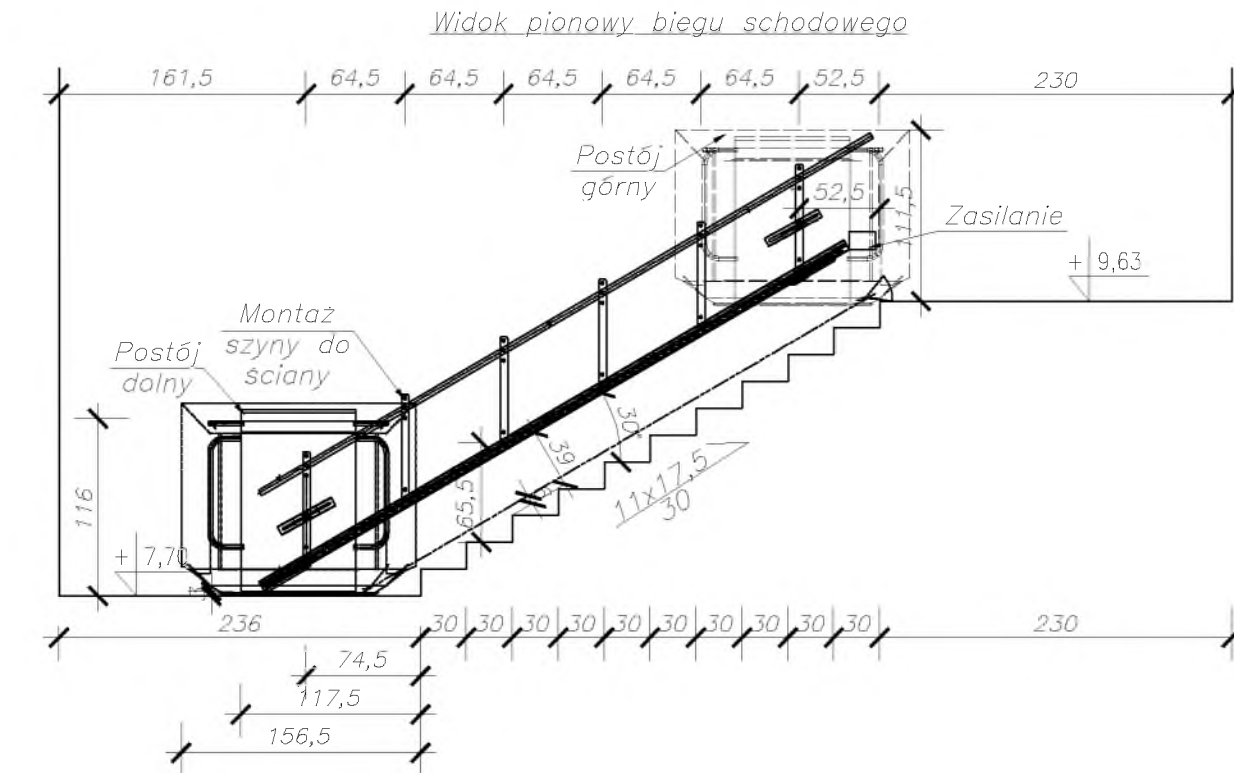 Widok pionowy biegu schodowego
161,5 64,5 64,5 64,5 64,5 64,5 52,5 230
Postój
górny
52,5
111,5
Zasilanie
+ 9,63
Montaż
szyny do
ściany
Postój
dolny
116
+ 7,70
65,5
39
30°
11x17,5
30
236 30 30 30 30 30 30 30 30 30 30 230
74,5
117,5
156,5